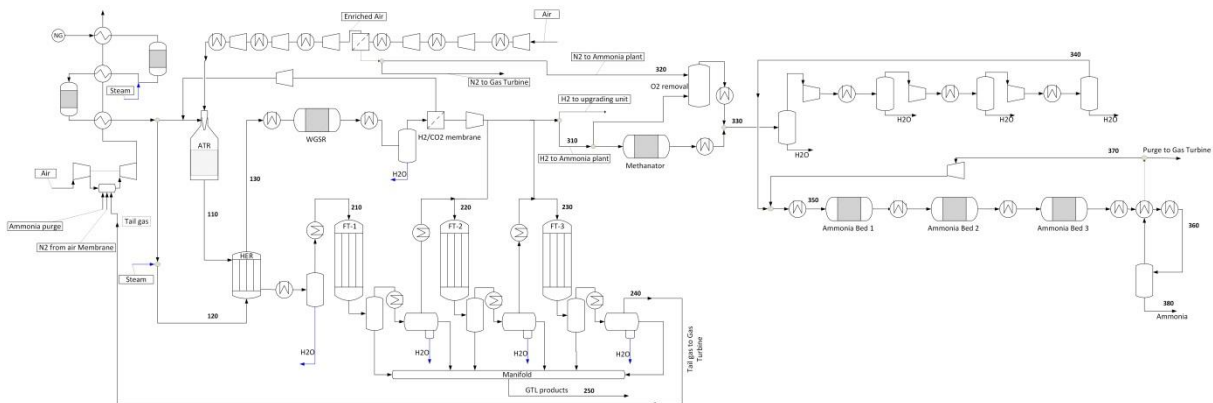 Enriched Air
Air
NG
N2 to Ammonia plant
340
N2 to Gas Turbine
320
Steam
O2 removal
H2 to upgrading unit
330
ATR
WGSR
H2/CO2 membrane
310
H2O
H2O
H2O
H2O
Methanator
H2 to Ammonia plant
Purge to Gas Turbine
370
Air
130
H2O
110
Tail gas
210
220
230
350
Ammonia purge
FT-1
FT-2
FT-3
Ammonia Bed 1
Ammonia Bed 2
Ammonia Bed 3
360
N2 from air Membrane
HER
Steam
240
120
380
Ammonia
Tail gas to Gas
Turbine
H2O
H2O
H2O
H2O
Manifold
GTL products
250